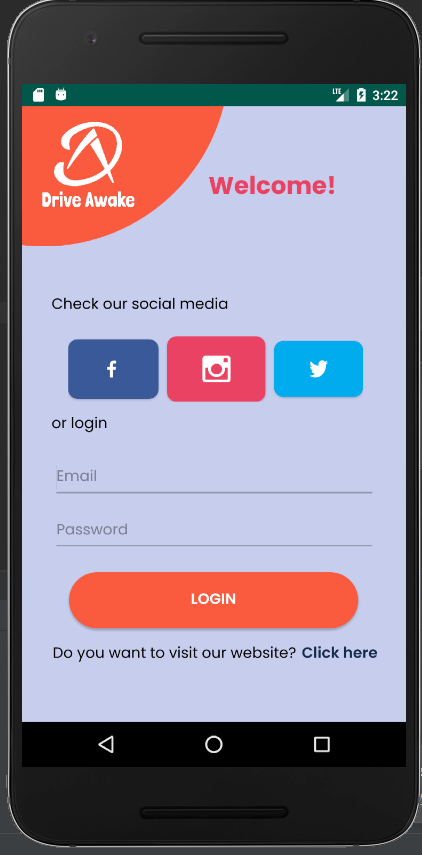 LTE 3:22
Drive Awake
Welcome!
Check our social media
or login
Email
Password
LOGIN
Do you want to visit our website? Click here